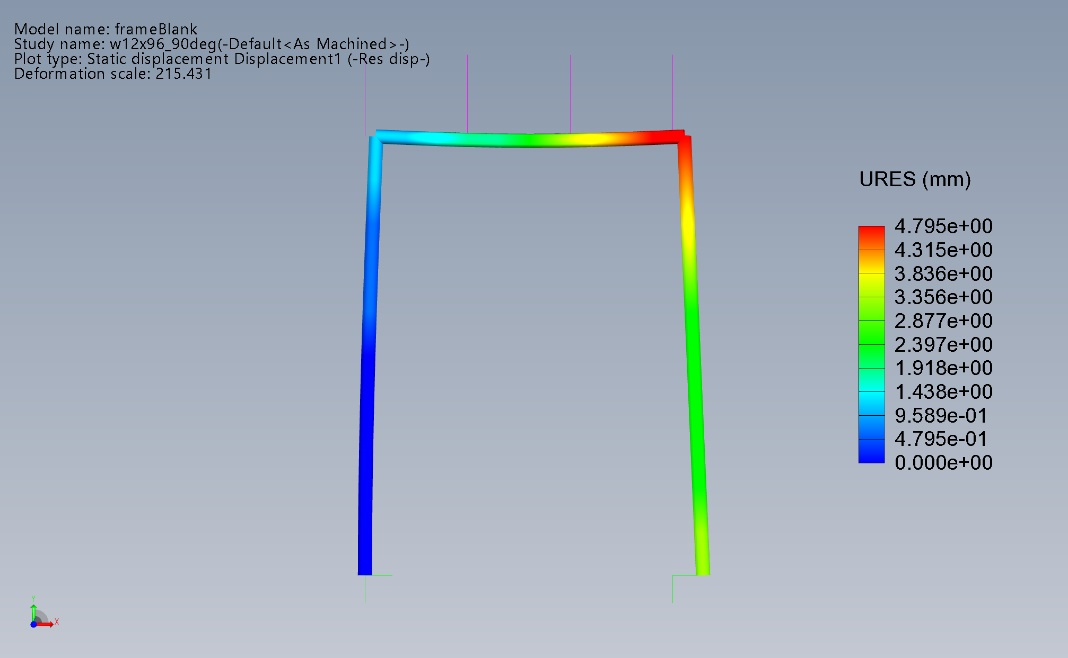 Model name: frameBlank
Study name: w12x96_90deg(-Default<As Machined>-)
Plot type: Static displacement Displacement1 (-Res disp-)
Deformation scale: 215.431
URES (mm)
4.795e+00
4.315e+00
3.836e+00
3.356e+00
2.877e+00
2.397e+00
1.918e+00
1.438e+00
9.589e-01
4.795e-01
0.000e+00
Y
X